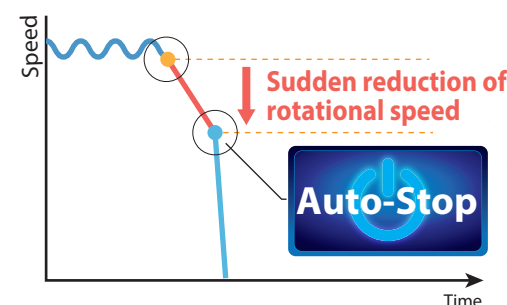 Speed
Sudden reduction of
rotational speed
Auto-Stop
Time